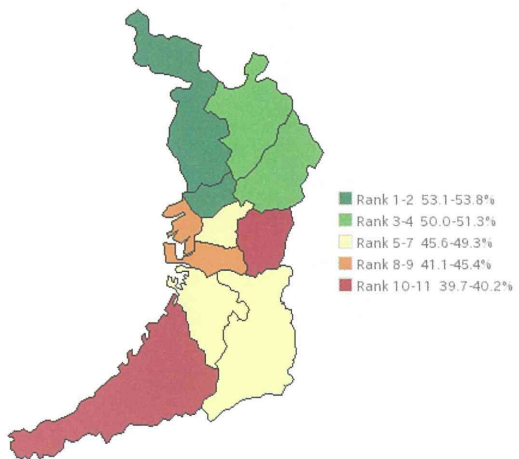 Rank 1-2 53.1-53.8%
Rank 3-4 50.0-51.3%
Rank 5-7 45.6-49.3%
Rank 8-9 41.1-45.4%
Rank 10-11 39.7-40.2%